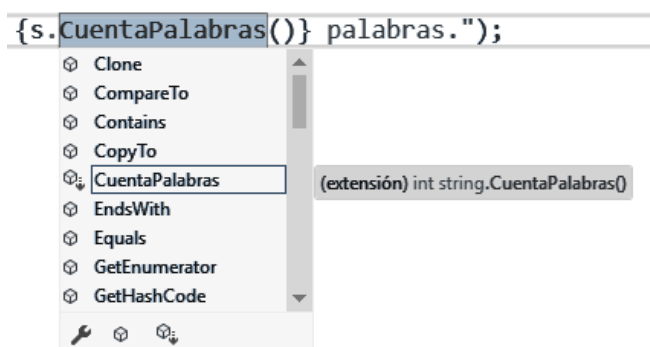 {s.CuentaPalabras()} palabras.");
Clone
CompareTo
Contains
CopyTo
CuentaPalabras (extensión) int string.CuentaPalabras()
EndsWith
Equals
GetEnumerator
GetHashCode